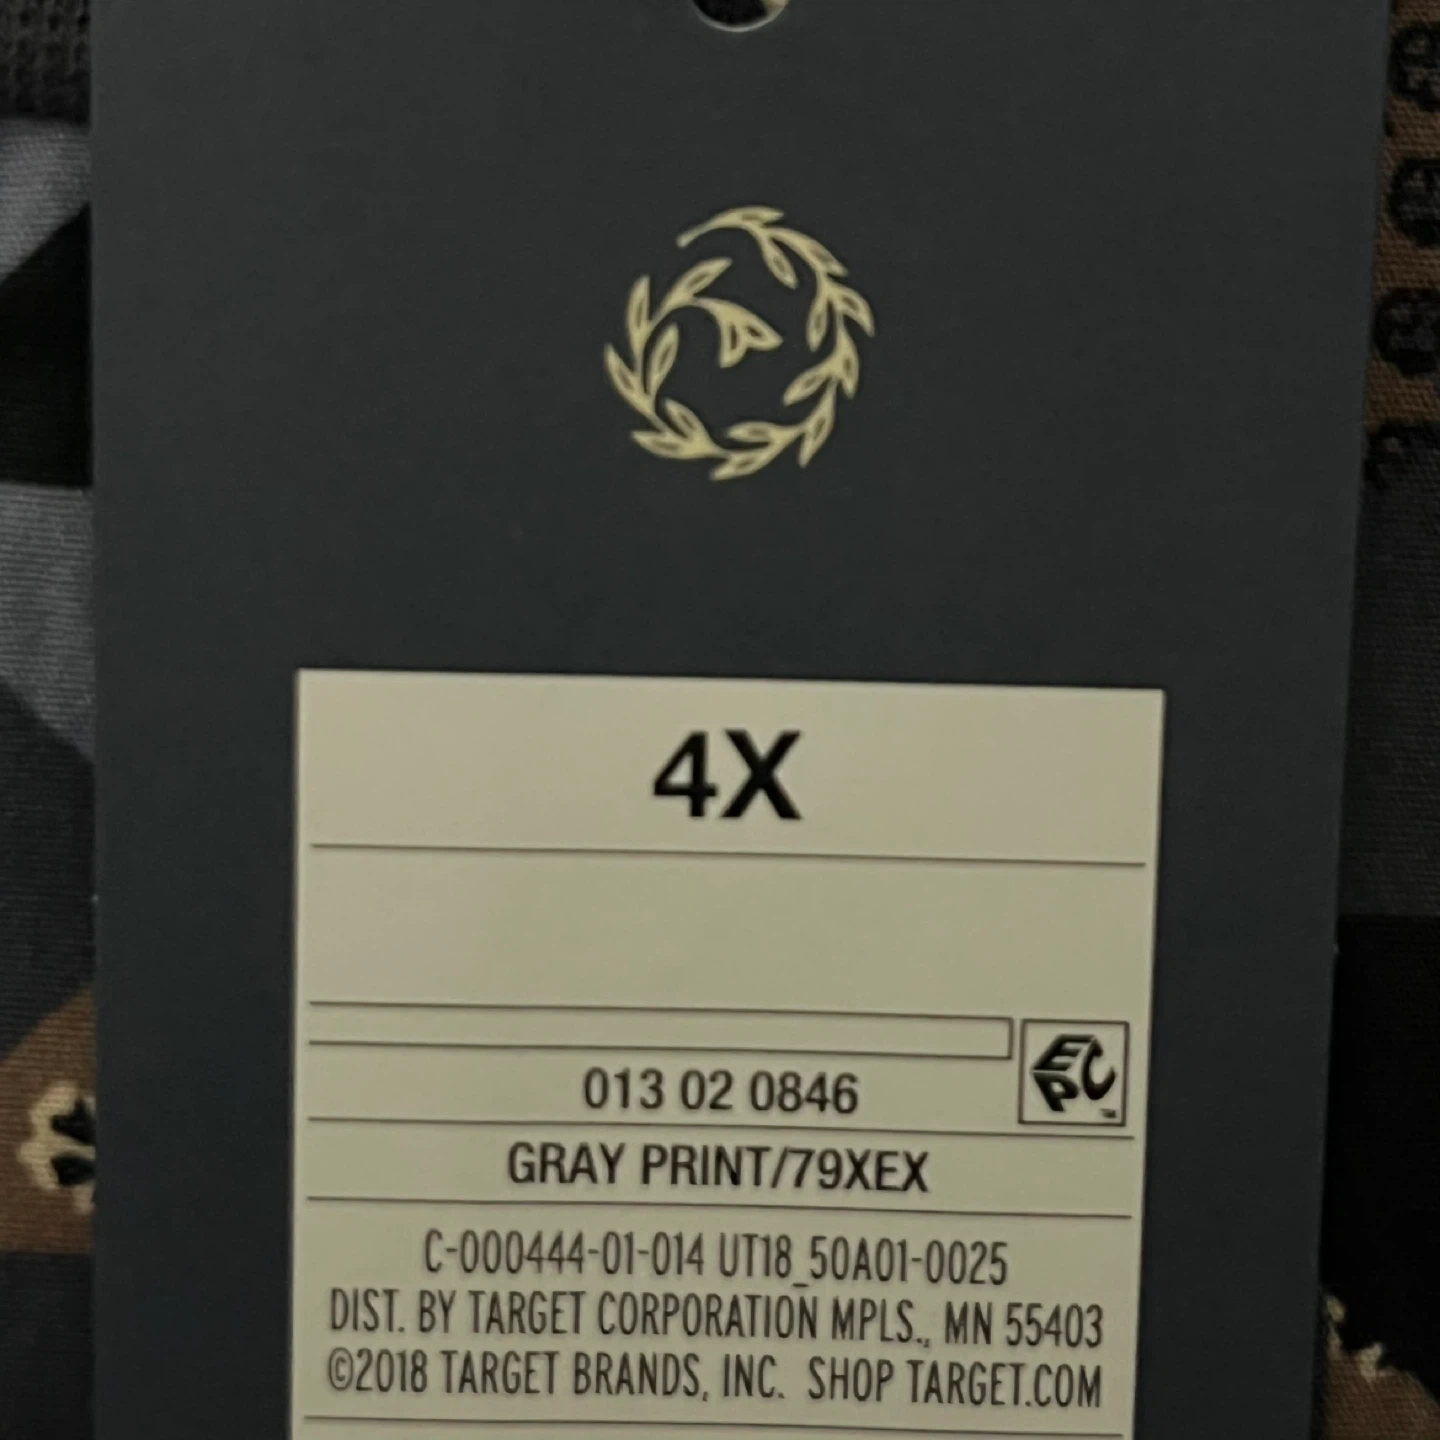 4X
013 02 0846
EPC™
GRAY PRINT/79XEX
C-000444-01-014 UT18_50A01-0025
DIST. BY TARGET CORPORATION MPLS., MN 55403
©2018 TARGET BRANDS, INC. SHOP TARGET.COM